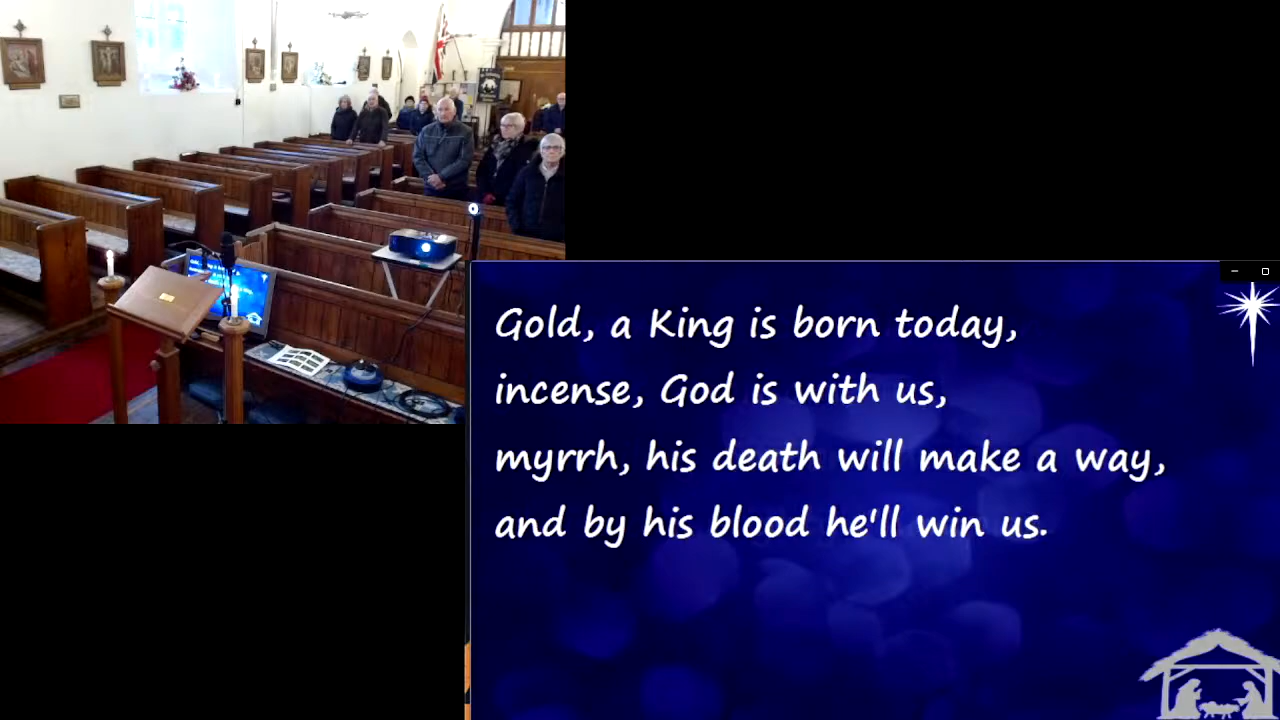 Gold, a King is born today,
incense, God is with us,
myrrh, his death will make a way,
and by his blood he'll win us.